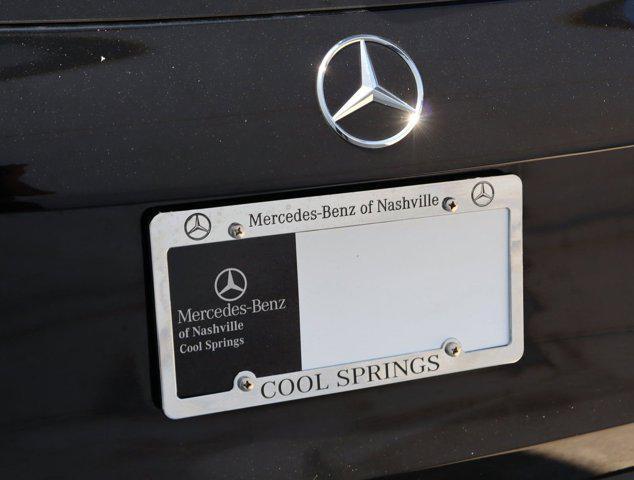 Mercedes-Benz of Nashville
Mercedes-Benz
of Nashville
Cool Springs
COOL SPRINGS